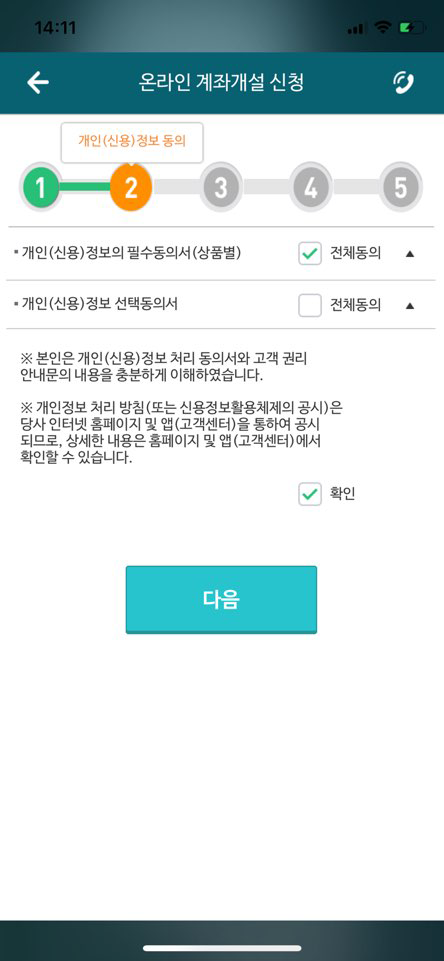 14:11
온라인 계좌개설 신청
개인(신용)정보 동의
1 2 3 4 5
▪ 개인(신용)정보의 필수동의서(상품별) 전체동의 ▲
▪ 개인(신용)정보 선택동의서 전체동의 ▲
※ 본인은 개인(신용)정보 처리 동의서와 고객 권리
안내문의 내용을 충분하게 이해하였습니다.
※ 개인정보 처리 방침(또는 신용정보활용체제의 공시)은
당사 인터넷 홈페이지 및 앱(고객센터)을 통하여 공시
되므로, 상세한 내용은 홈페이지 및 앱(고객센터)에서
확인할 수 있습니다.
확인
다음